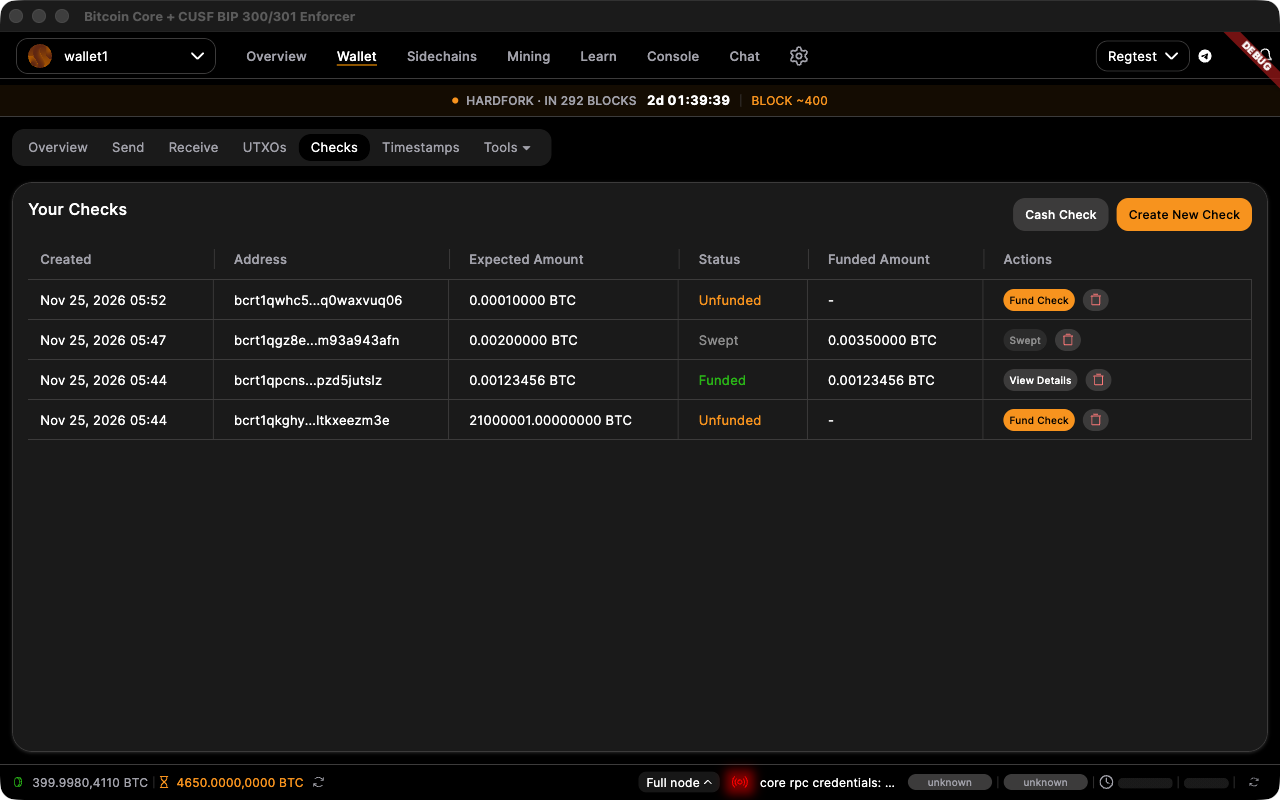 Bitcoin Core + CUSF BIP 300/301 Enforcer
wallet1 Overview Wallet Sidechains Mining Learn Console Chat Regtest DEBUG
HARDFORK · IN 292 BLOCKS 2d 01:39:39 BLOCK ~400
Overview Send Receive UTXOs Checks Timestamps Tools
Your Checks Cash Check Create New Check
Created Address Expected Amount Status Funded Amount Actions
Nov 25, 2026 05:52 bcrt1qwhc5...q0waxvuq06 0.00010000 BTC Unfunded - Fund Check
Nov 25, 2026 05:47 bcrt1qgz8e...m93a943afn 0.00200000 BTC Swept 0.00350000 BTC Swept
Nov 25, 2026 05:44 bcrt1qpcns...pzd5jutslz 0.00123456 BTC Funded 0.00123456 BTC View Details
Nov 25, 2026 05:44 bcrt1qkghy...ltkxeezm3e 21000001.00000000 BTC Unfunded - Fund Check
399.9980,4110 BTC 4650.0000,0000 BTC Full node core rpc credentials: ... unknown unknown